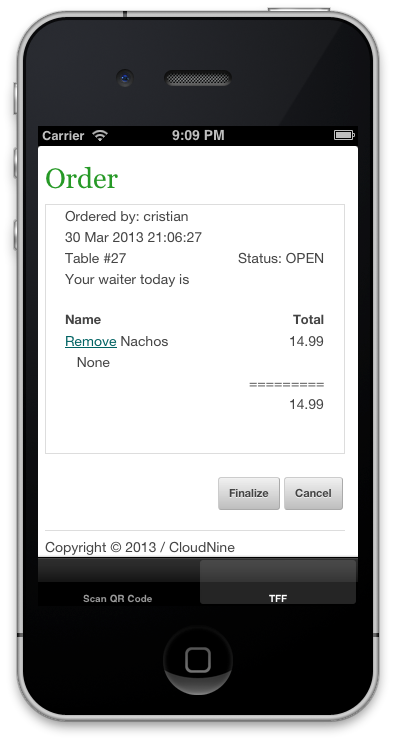 Carrier 9:09 PM
Order
Ordered by: cristian
30 Mar 2013 21:06:27
Table #27 Status: OPEN
Your waiter today is
Name Total
Remove Nachos 14.99
None
=========
14.99
Finalize Cancel
Copyright © 2013 / CloudNine
Scan QR Code TFF